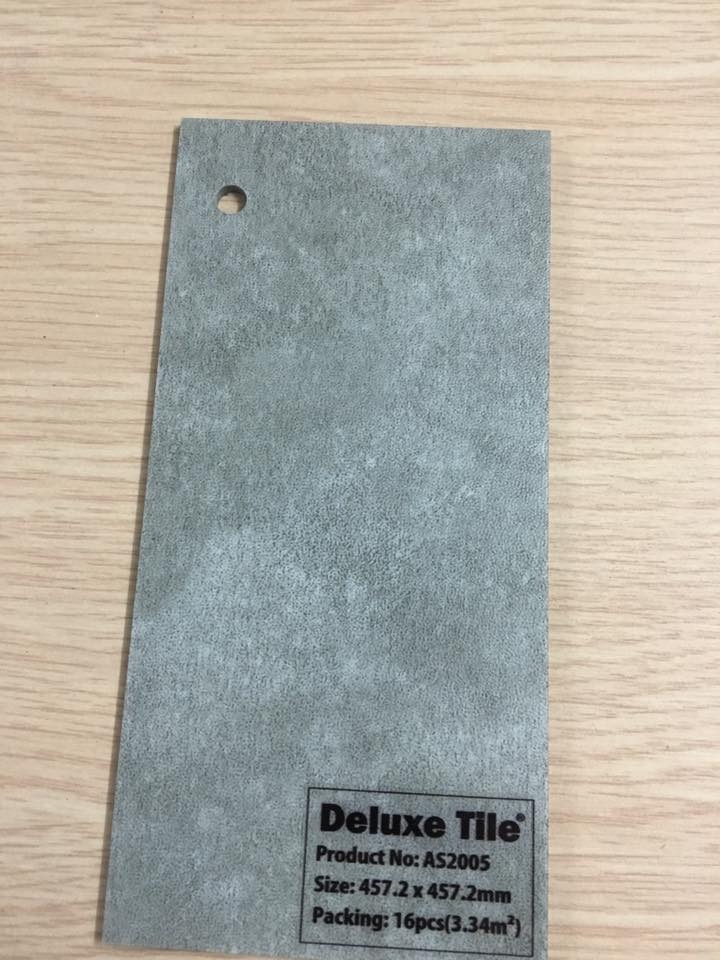 Deluxe Tile®
Product No: AS2005
Size: 457.2 x 457.2mm
Packing: 16pcs(3.34m²)